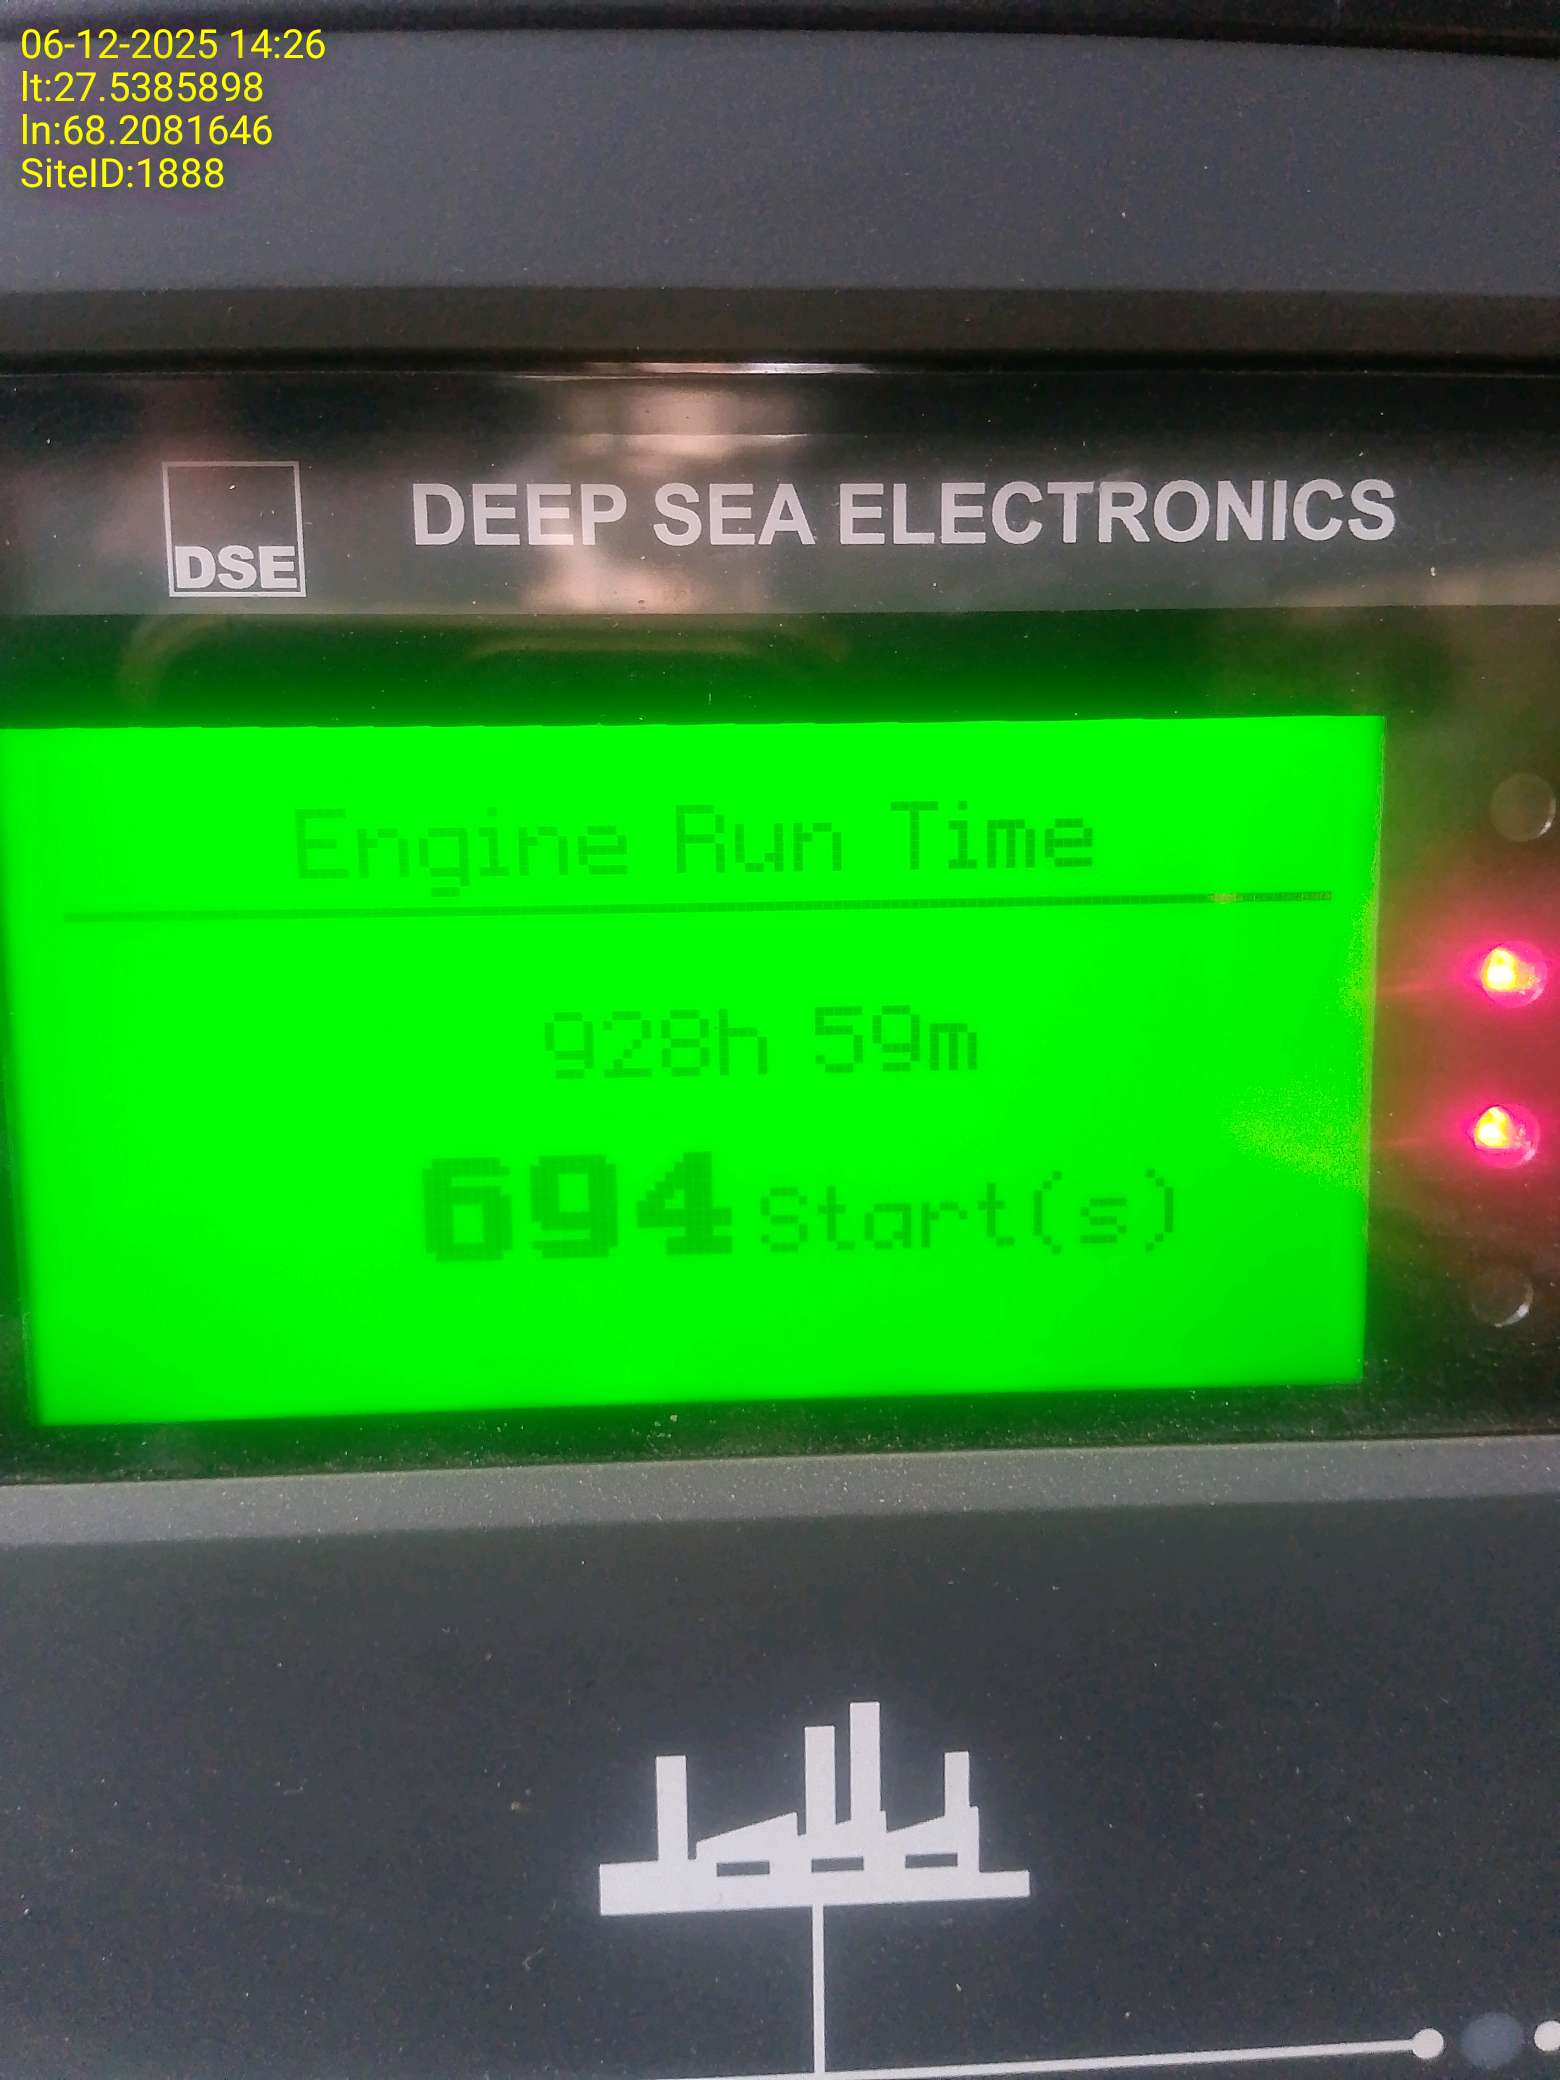 06-12-2025 14:26
lt:27.5385898
ln:68.2081646
SiteID:1888
DSE
DEEP SEA ELECTRONICS
Engine Run Time
928h 59m
694 Start(s)